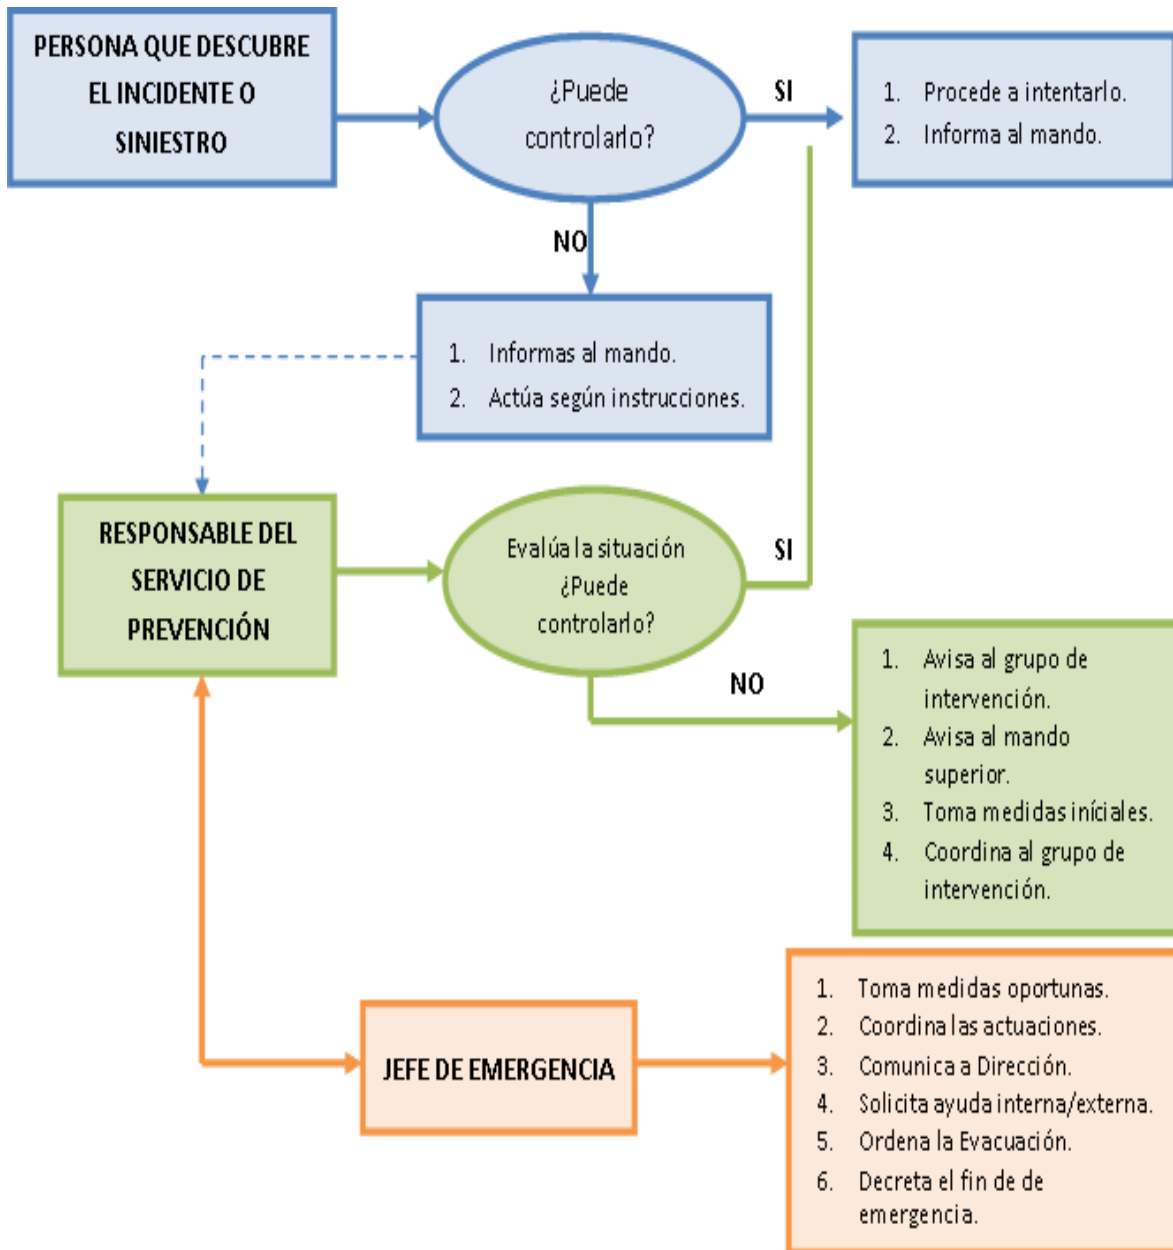 PERSONA QUE DESCUBRE
EL INCIDENTE O
SINIESTRO
¿Puede
controlarlo?
SI
1. Procede a intentarlo.
2. Informa al mando.
NO
1. Informas al mando.
2. Actúa según instrucciones.
RESPONSABLE DEL
SERVICIO DE
PREVENCIÓN
Evalúa la situación
¿Puede
controlarlo?
SI
NO
1. Avisa al grupo de
intervención.
2. Avisa al mando
superior.
3. Toma medidas iníciales.
4. Coordina al grupo de
intervención.
JEFE DE EMERGENCIA
1. Toma medidas oportunas.
2. Coordina las actuaciones.
3. Comunica a Dirección.
4. Solicita ayuda interna/externa.
5. Ordena la Evacuación.
6. Decreta el fin de de
emergencia.